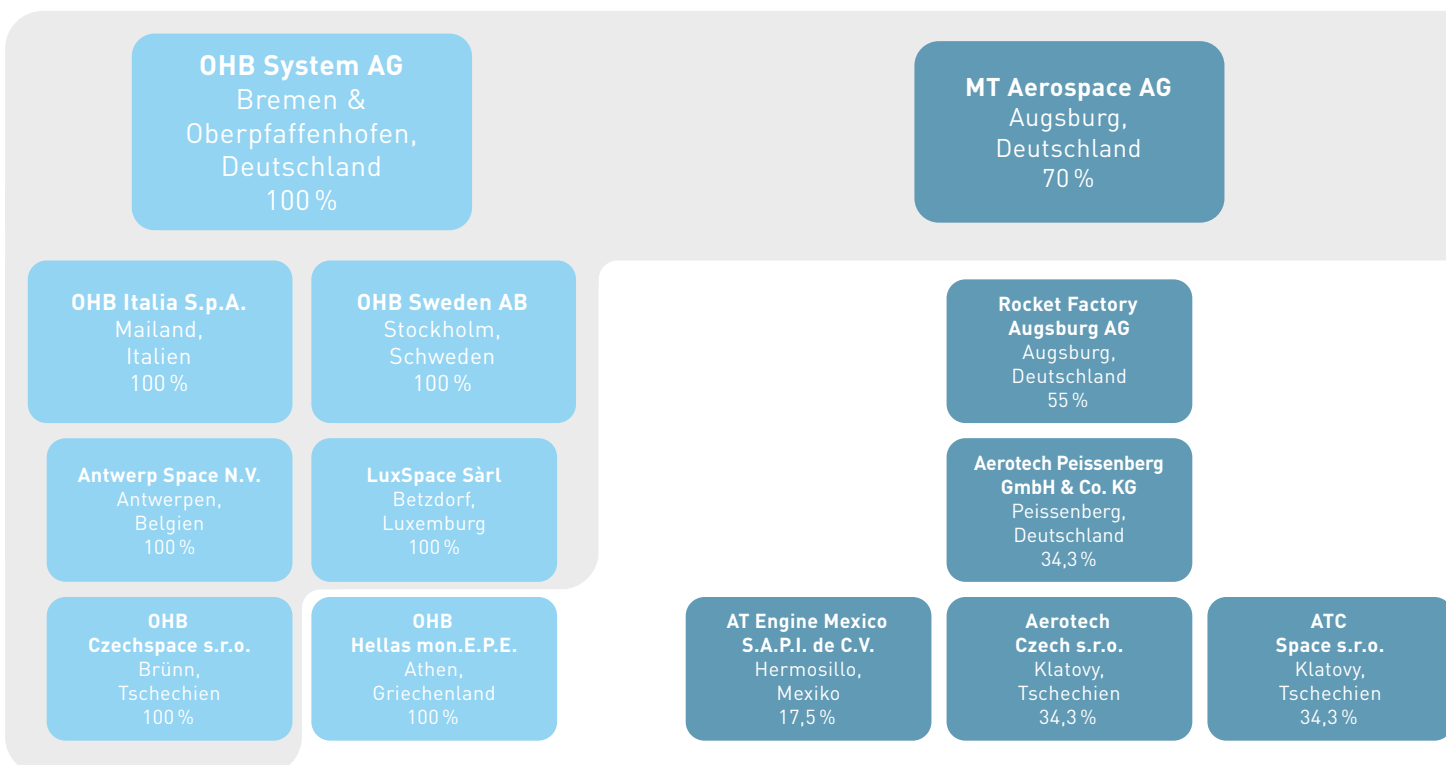 OHB System AG
Bremen &
Oberpfaffenhofen,
Deutschland
100 %
MT Aerospace AG
Augsburg,
Deutschland
70 %
OHB Italia S.p.A.
Mailand,
Italien
100 %
OHB Sweden AB
Stockholm,
Schweden
100 %
Rocket Factory
Augsburg AG
Augsburg,
Deutschland
55 %
Antwerp Space N.V.
Antwerpen,
Belgien
100 %
LuxSpace Sàrl
Betzdorf,
Luxemburg
100 %
Aerotech Peissenberg
GmbH & Co. KG
Peissenberg,
Deutschland
34,3 %
OHB
Czechspace s.r.o.
Brünn,
Tschechien
100 %
OHB
Hellas mon.E.P.E.
Athen,
Griechenland
100 %
AT Engine Mexico
S.A.P.I. de C.V.
Hermosillo,
Mexiko
17,5 %
Aerotech
Czech s.r.o.
Klatovy,
Tschechien
34,3 %
ATC
Space s.r.o.
Klatovy,
Tschechien
34,3 %